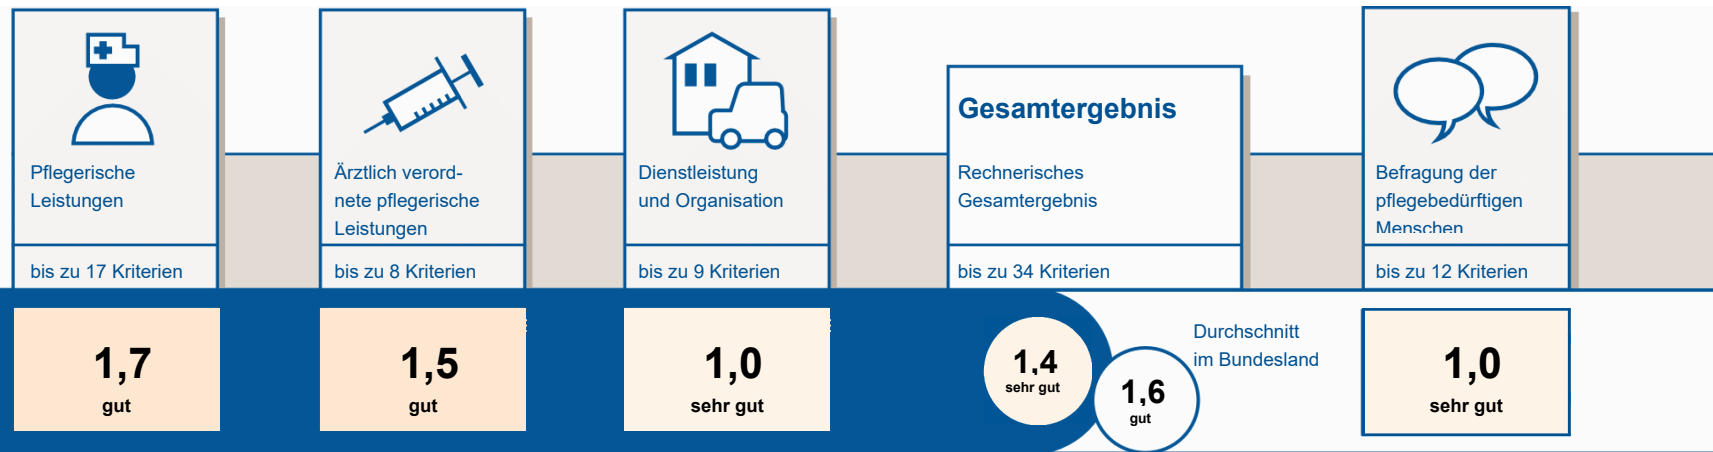 Pflegerische
Leistungen
bis zu 17 Kriterien
1,7
gut
Ärztlich verord-
nete pflegerische
Leistungen
bis zu 8 Kriterien
1,5
gut
Dienstleistung
und Organisation
bis zu 9 Kriterien
1,0
sehr gut
Gesamtergebnis
Rechnerisches
Gesamtergebnis
bis zu 34 Kriterien
1,4
sehr gut
Durchschnitt
im Bundesland
1,6
gut
Befragung der
pflegebedürftigen
Menschen
bis zu 12 Kriterien
1,0
sehr gut